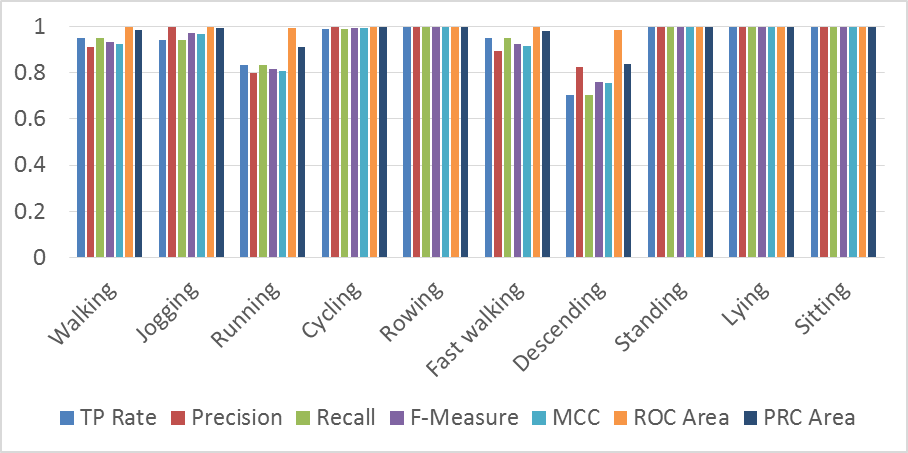 1
0.8
0.6
0.4
0.2
0
Walking
Jogging
Running
Cycling
Rowing
Fast walking
Descending
Standing
Lying
Sitting
TP Rate Precision Recall F-Measure MCC ROC Area PRC Area